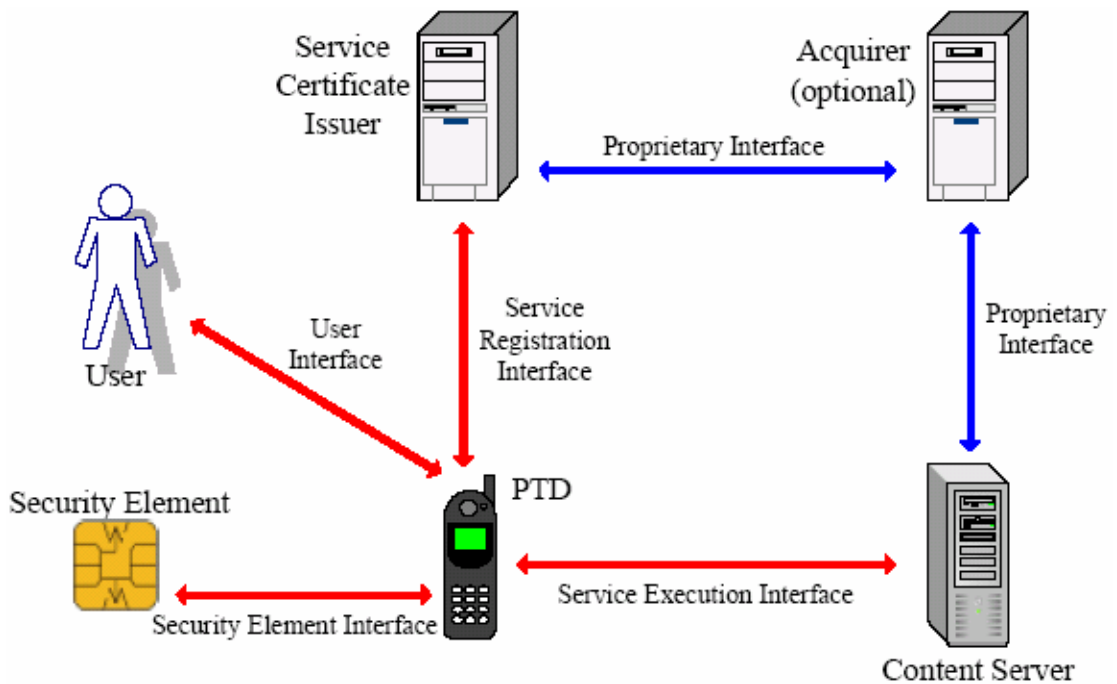 Service
Certificate
Issuer
Acquirer
(optional)
Proprietary Interface
User
Interface
Service
Registration
Interface
Proprietary
Interface
User
Security Element
PTD
Service Execution Interface
Security Element Interface
Content Server